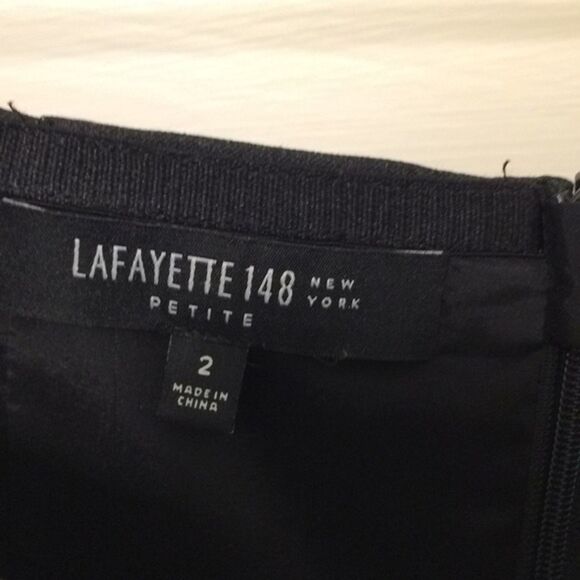 LAFAYETTE 148 NEW YORK
PETITE
2
MADE IN
CHINA